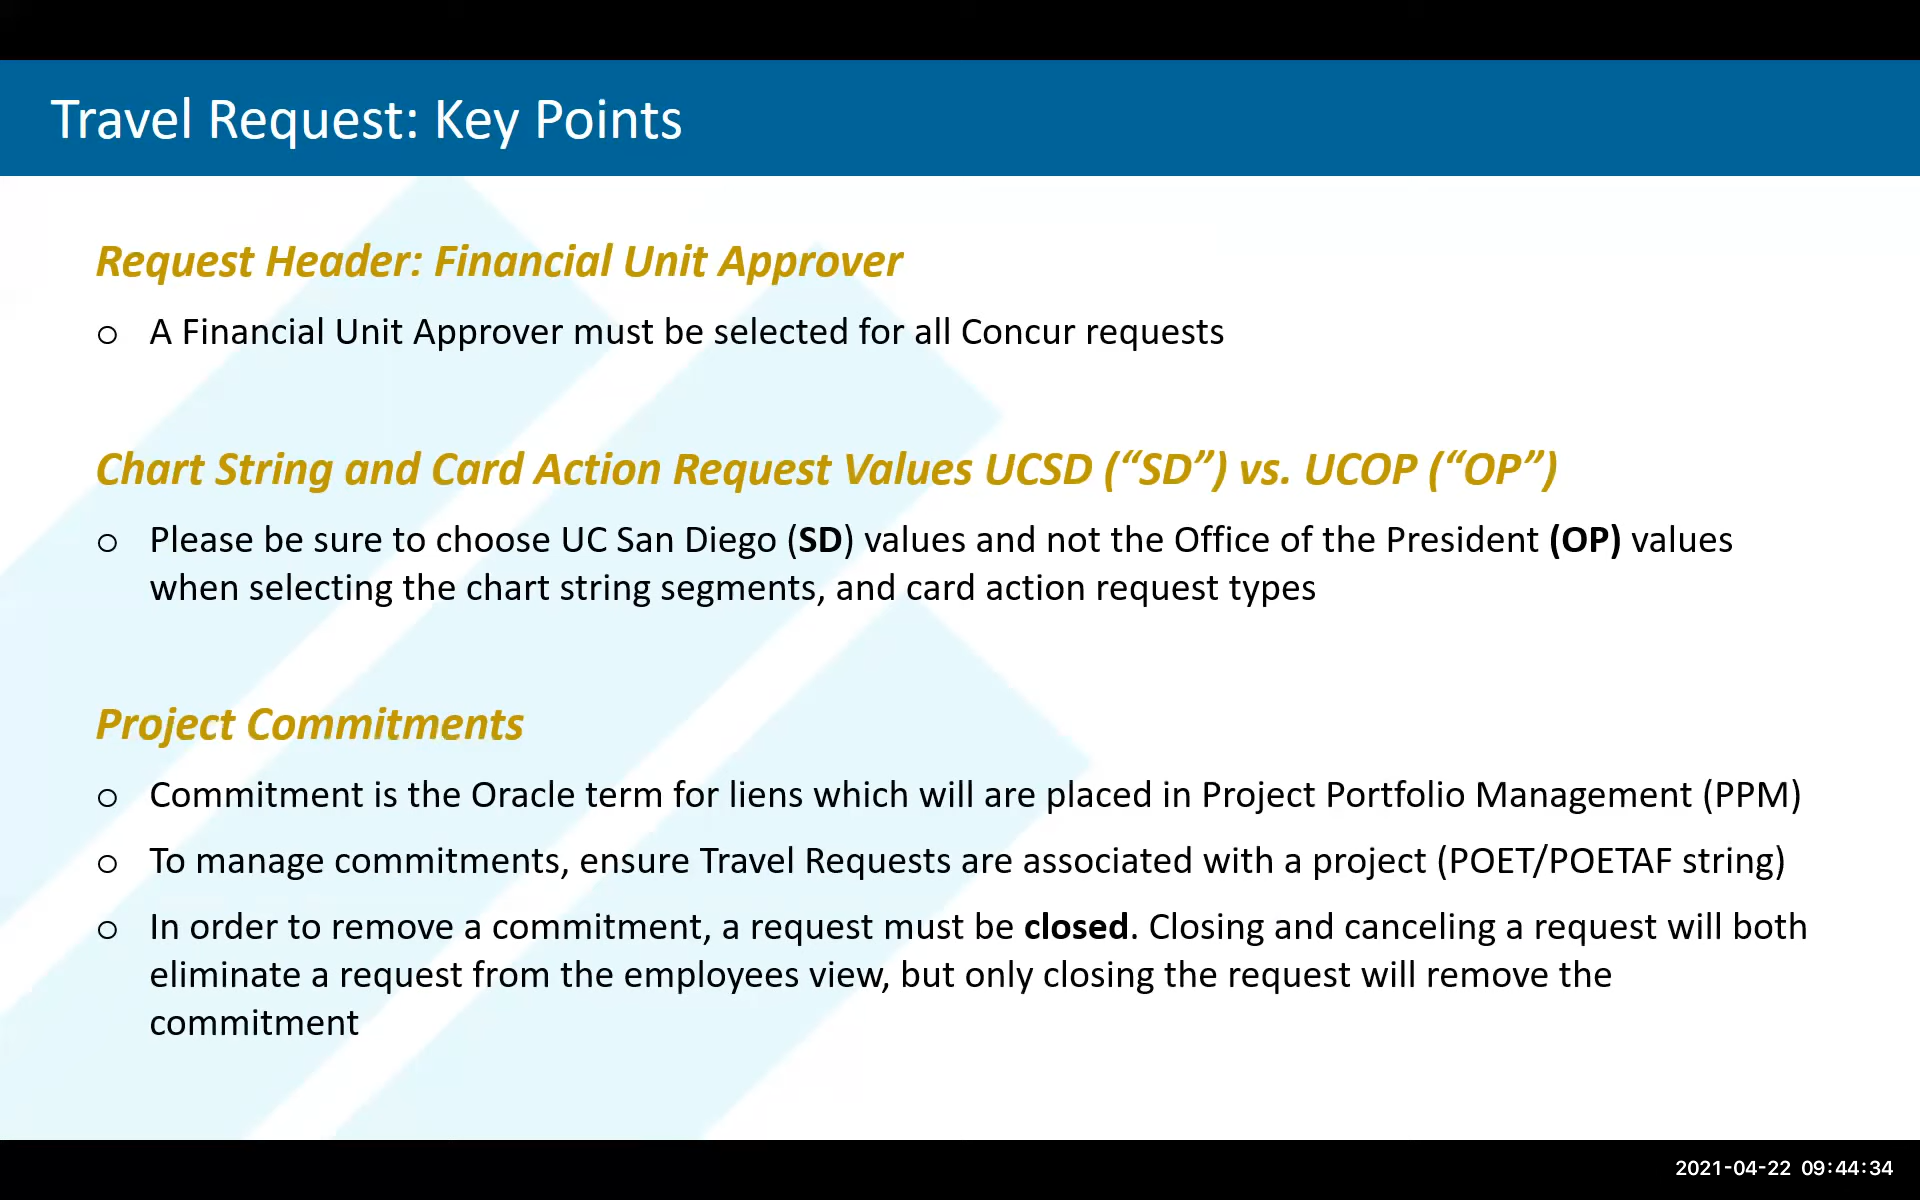 Travel Request: Key Points
Request Header: Financial Unit Approver
○ A Financial Unit Approver must be selected for all Concur requests
Chart String and Card Action Request Values UCSD (“SD”) vs. UCOP (“OP”)
○ Please be sure to choose UC San Diego (SD) values and not the Office of the President (OP) values
when selecting the chart string segments, and card action request types
Project Commitments
○ Commitment is the Oracle term for liens which will are placed in Project Portfolio Management (PPM)
○ To manage commitments, ensure Travel Requests are associated with a project (POET/POETAF string)
○ In order to remove a commitment, a request must be closed. Closing and canceling a request will both
eliminate a request from the employees view, but only closing the request will remove the
commitment
2021-04-22 09:44:34